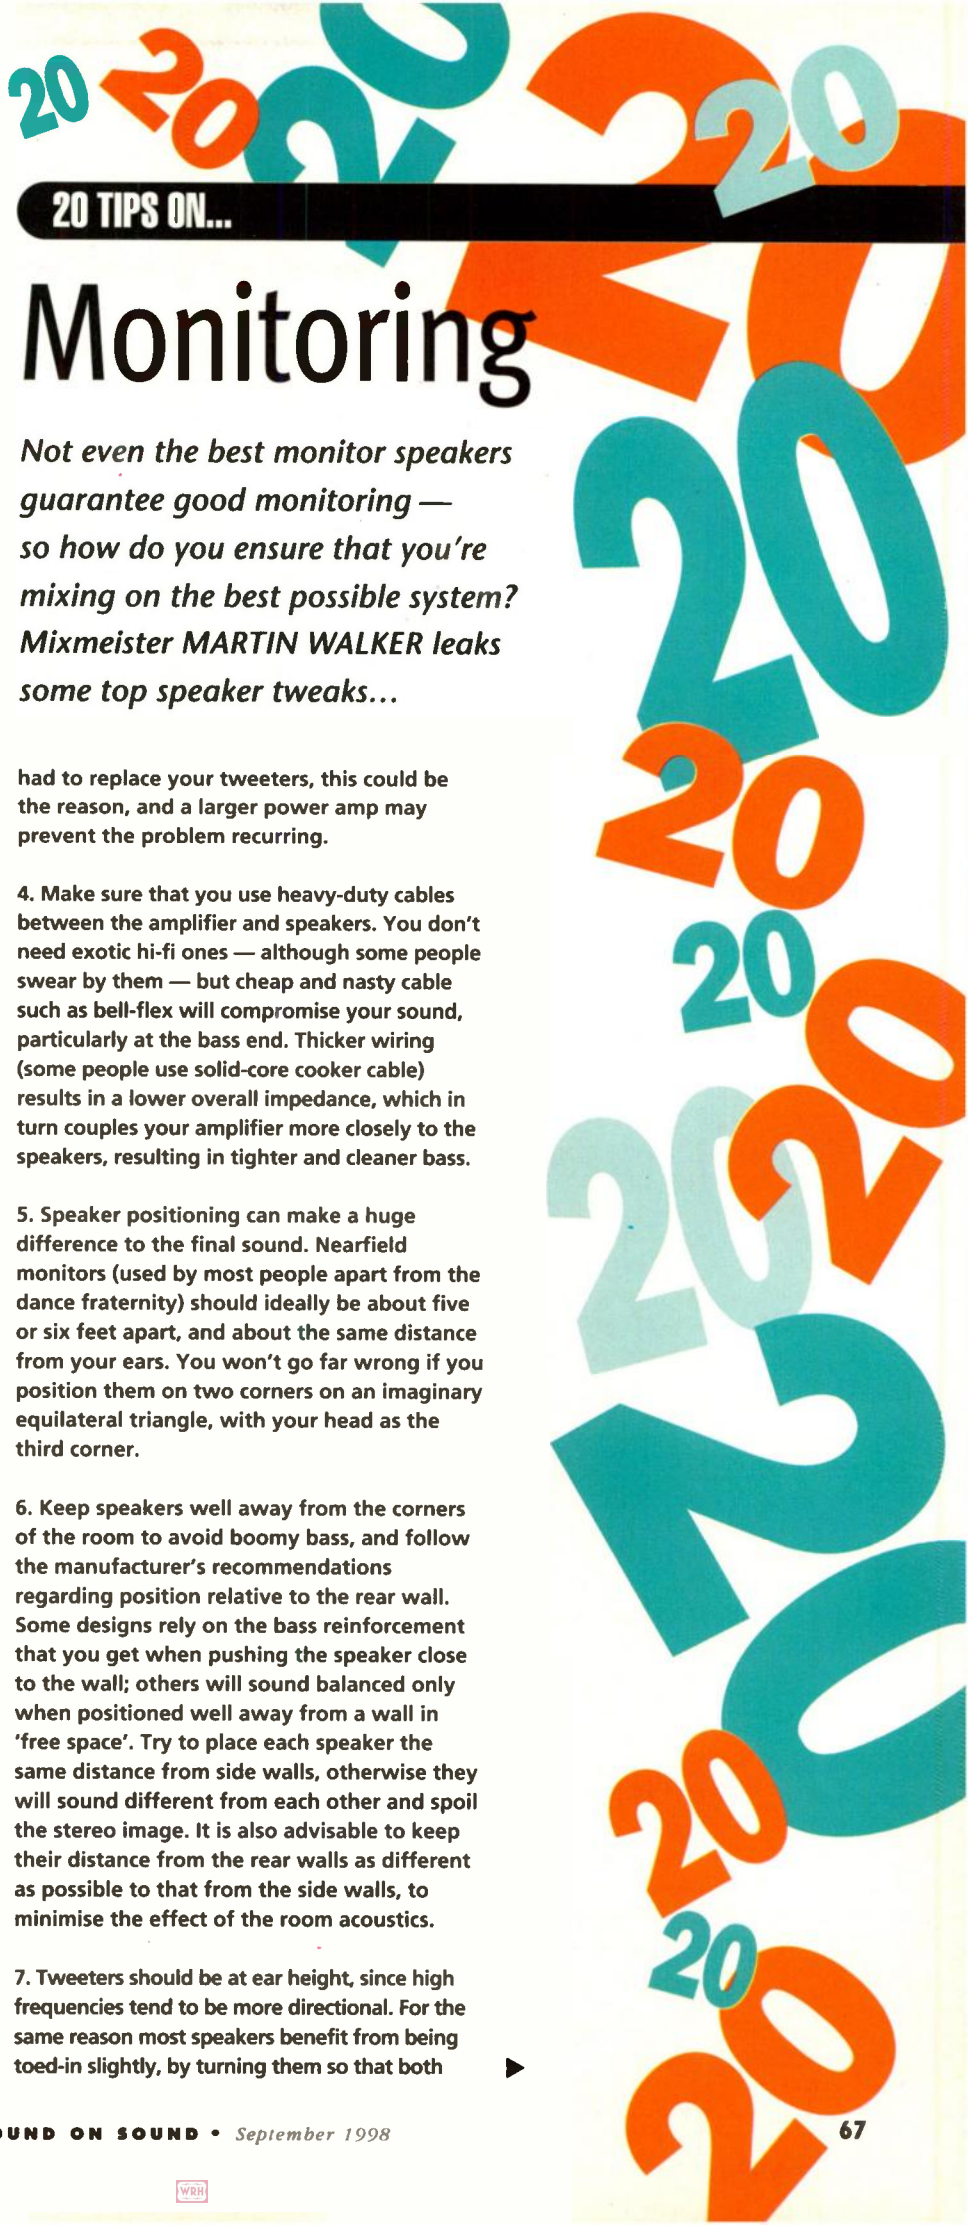 20
20
20
20
20
20 TIPS ON...
Monitoring
Not even the best monitor speakers
guarantee good monitoring —
so how do you ensure that you're
mixing on the best possible system?
Mixmeister MARTIN WALKER leaks
some top speaker tweaks...
20
20
20
20
20
20
20
20
20
had to replace your tweeters, this could be
the reason, and a larger power amp may
prevent the problem recurring.
4. Make sure that you use heavy-duty cables
between the amplifier and speakers. You don't
need exotic hi-fi ones — although some people
swear by them — but cheap and nasty cable
such as bell-flex will compromise your sound,
particularly at the bass end. Thicker wiring
(some people use solid-core cooker cable)
results in a lower overall impedance, which in
turn couples your amplifier more closely to the
speakers, resulting in tighter and cleaner bass.
5. Speaker positioning can make a huge
difference to the final sound. Nearfield
monitors (used by most people apart from the
dance fraternity) should ideally be about five
or six feet apart, and about the same distance
from your ears. You won't go far wrong if you
position them on two corners on an imaginary
equilateral triangle, with your head as the
third corner.
6. Keep speakers well away from the corners
of the room to avoid boomy bass, and follow
the manufacturer's recommendations
regarding position relative to the rear wall.
Some designs rely on the bass reinforcement
that you get when pushing the speaker close
to the wall; others will sound balanced only
when positioned well away from a wall in
'free space'. Try to place each speaker the
same distance from side walls, otherwise they
will sound different from each other and spoil
the stereo image. It is also advisable to keep
their distance from the rear walls as different
as possible to that from the side walls, to
minimise the effect of the room acoustics.
7. Tweeters should be at ear height, since high
frequencies tend to be more directional. For the
same reason most speakers benefit from being
toed-in slightly, by turning them so that both
OUND ON SOUND • September 1998
67
WRH